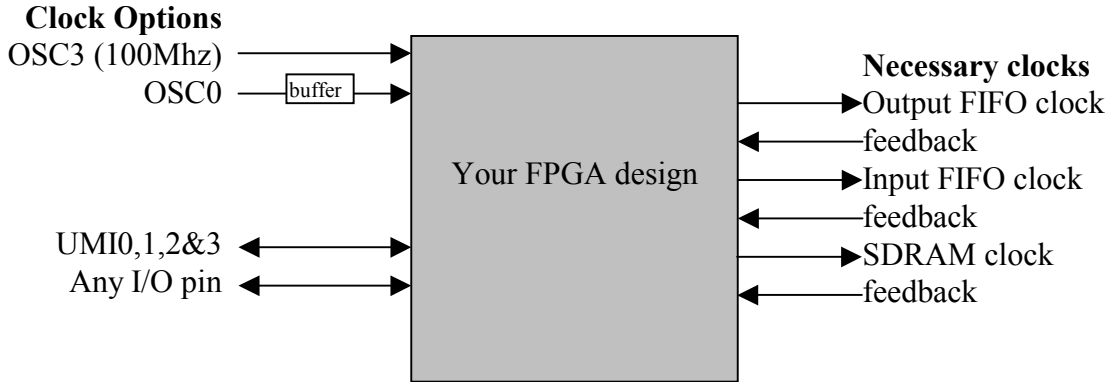 Clock Options
OSC3 (100Mhz)
OSC0
buffer
UMI0,1,2&3
Any I/O pin
Your FPGA design
Necessary clocks
Output FIFO clock
feedback
Input FIFO clock
feedback
SDRAM clock
feedback